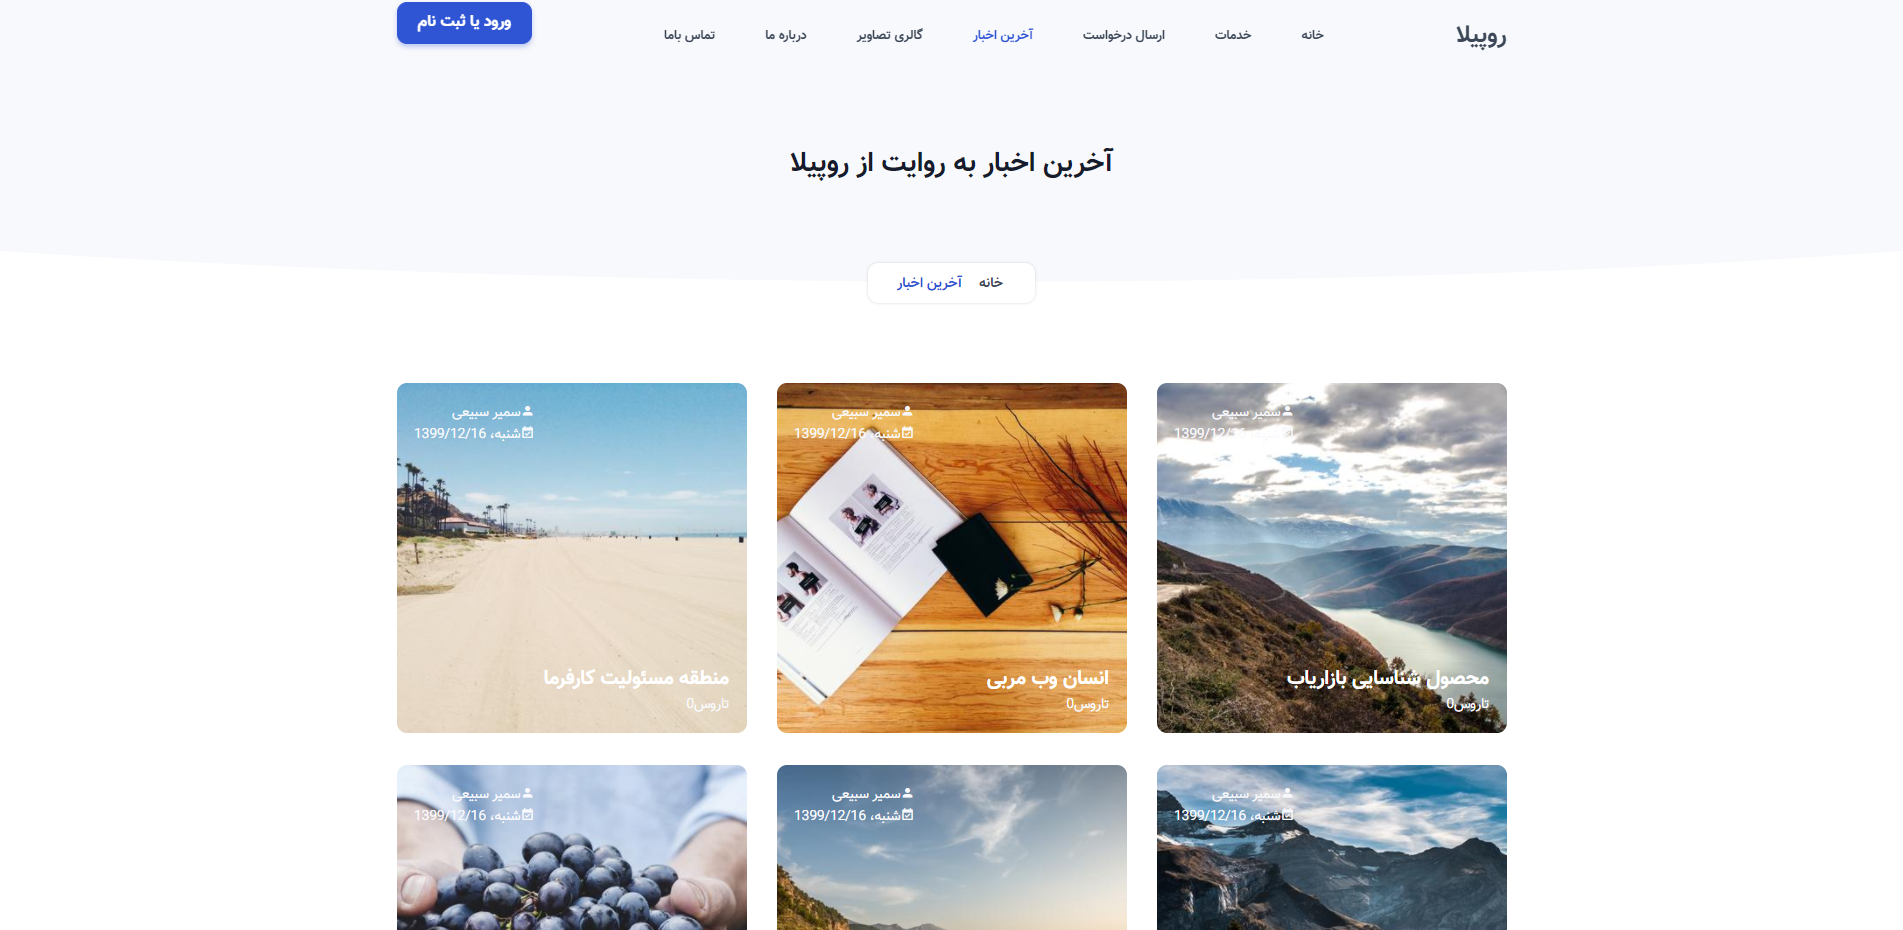 روپیلا
خانه
خدمات
ارسال درخواست
آخرین اخبار
گالری تصاویر
درباره ما
تماس باما
ورود یا ثبت نام
آخرین اخبار به روایت از روپیلا
خانه آخرین اخبار
سمیر سبیعی
شنبه، 1399/12/16
محصول شناسایی بازاریاب
تاروس0
سمیر سبیعی
شنبه، 1399/12/16
انسان وب مربی
تاروس0
سمیر سبیعی
شنبه، 1399/12/16
منطقه مسئولیت کارفرما
تاروس0
سمیر سبیعی
شنبه، 1399/12/16
سمیر سبیعی
شنبه، 1399/12/16
سمیر سبیعی
شنبه، 1399/12/16